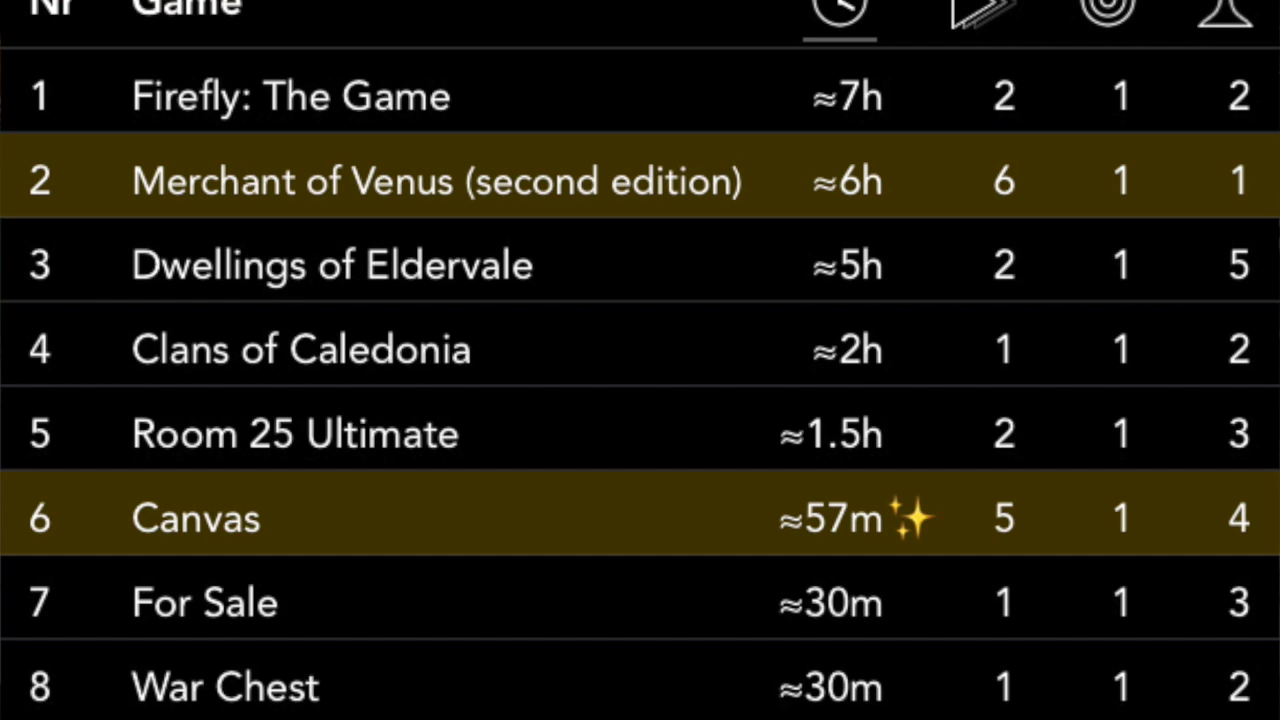 Nr Game
1 Firefly: The Game ≈7h 2 1 2
2 Merchant of Venus (second edition) ≈6h 6 1 1
3 Dwellings of Eldervale ≈5h 2 1 5
4 Clans of Caledonia ≈2h 1 1 2
5 Room 25 Ultimate ≈1.5h 2 1 3
6 Canvas ≈57m✨ 5 1 4
7 For Sale ≈30m 1 1 3
8 War Chest ≈30m 1 1 2